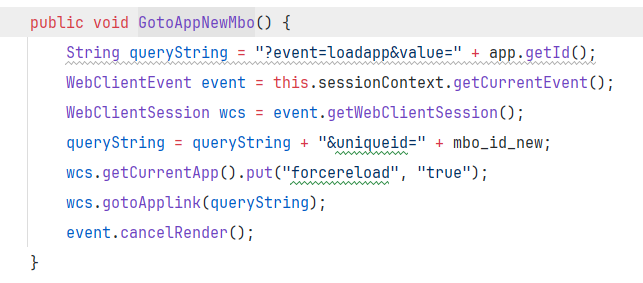 public void GotoAppNewMbo() {
String queryString = "?event=loadapp&value=" + app.getId();
WebClientEvent event = this.sessionContext.getCurrentEvent();
WebClientSession wcs = event.getWebClientSession();
queryString = queryString + "&uniqueid=" + mbo_id_new;
wcs.getCurrentApp().put("forcereload", "true");
wcs.gotoApplink(queryString);
event.cancelRender();
}